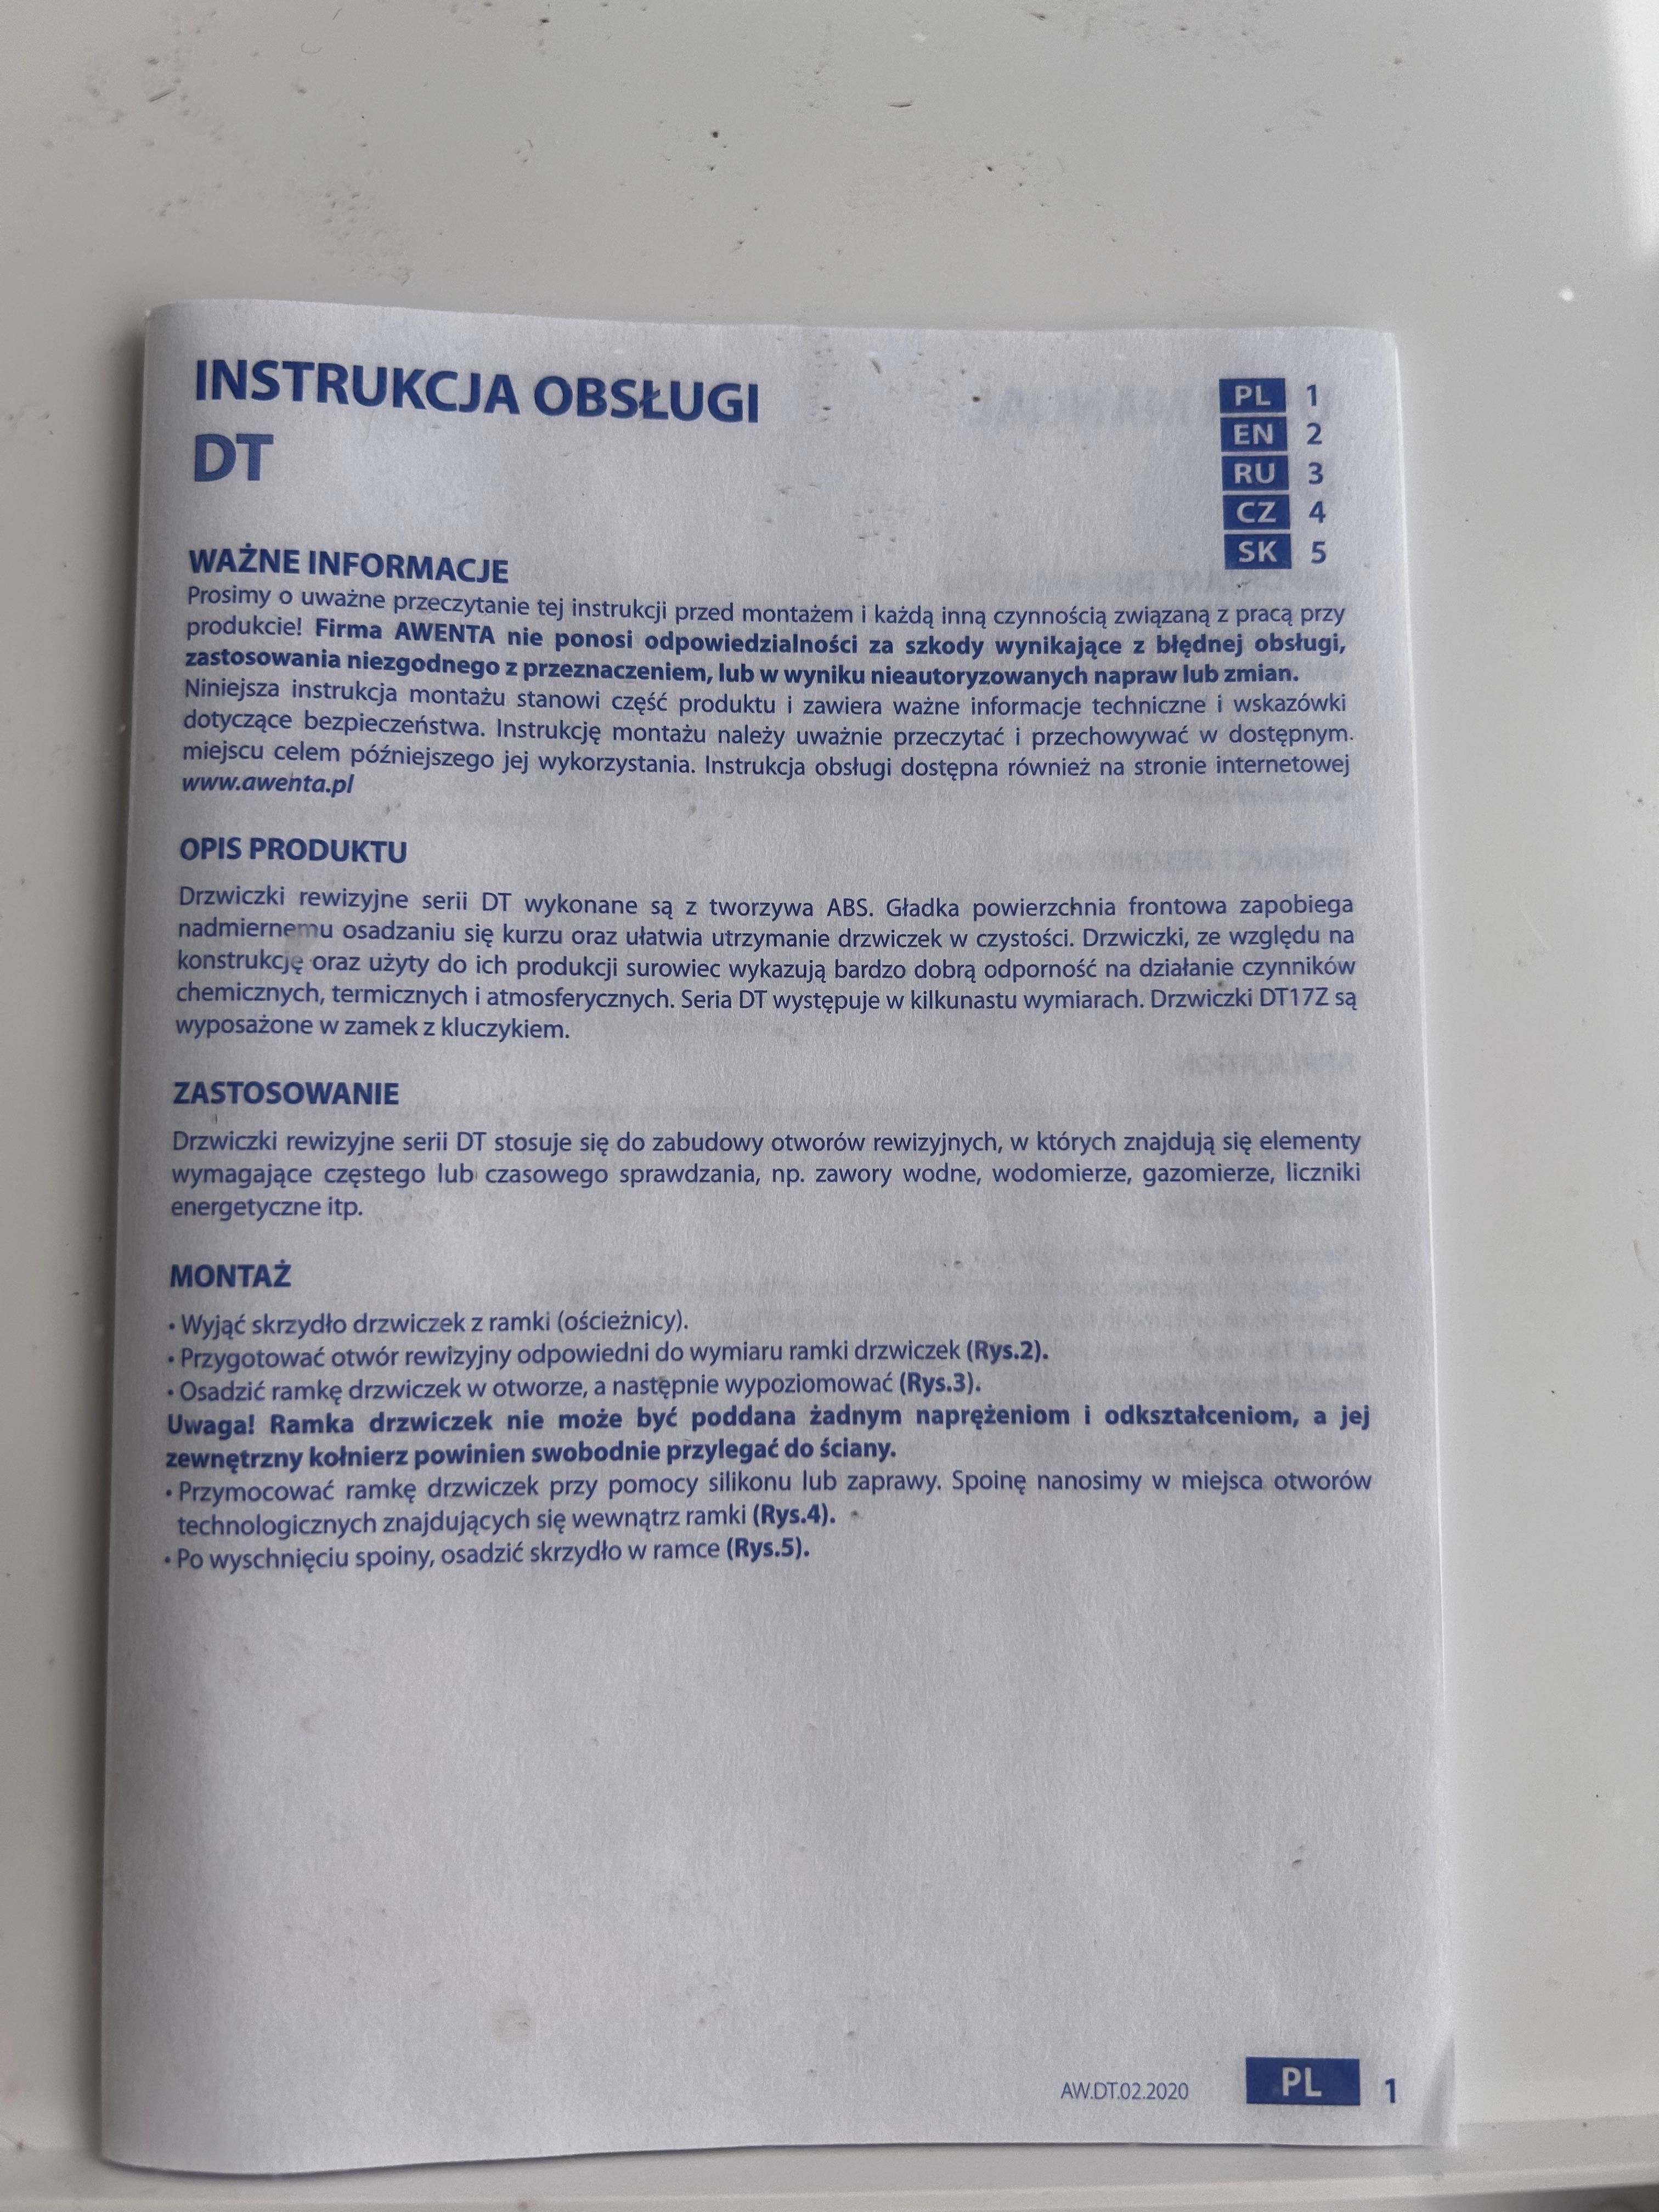 INSTRUKCJA OBSŁUGI
DT
PL 1
EN 2
RU 3
CZ 4
SK 5
WAŻNE INFORMACJE
Prosimy o uważne przeczytanie tej instrukcji przed montażem i każdą inną czynnością związaną z pracą przy
produkcie! Firma AWENTA nie ponosi odpowiedzialności za szkody wynikające z błędnej obsługi,
zastosowania niezgodnego z przeznaczeniem, lub w wyniku nieautoryzowanych napraw lub zmian.
Niniejsza instrukcja montażu stanowi część produktu i zawiera ważne informacje techniczne i wskazówki
dotyczące bezpieczeństwa. Instrukcję montażu należy uważnie przeczytać i przechowywać w dostępnym.
miejscu celem późniejszego jej wykorzystania. Instrukcja obsługi dostępna również na stronie internetowej
www.awenta.pl
OPIS PRODUKTU
Drzwiczki rewizyjne serii DT wykonane są z tworzywa ABS. Gładka powierzchnia frontowa zapobiega
nadmiernemu osadzaniu się kurzu oraz ułatwia utrzymanie drzwiczek w czystości. Drzwiczki, ze względu na
konstrukcję oraz użyty do ich produkcji surowiec wykazują bardzo dobrą odporność na działanie czynników
chemicznych, termicznych i atmosferycznych. Seria DT występuje w kilkunastu wymiarach. Drzwiczki DT17Z są
wyposażone w zamek z kluczykiem.
ZASTOSOWANIE
Drzwiczki rewizyjne serii DT stosuje się do zabudowy otworów rewizyjnych, w których znajdują się elementy
wymagające częstego lub czasowego sprawdzania, np. zawory wodne, wodomierze, gazomierze, liczniki
energetyczne itp.
MONTAŻ
• Wyjąć skrzydło drzwiczek z ramki (ościeżnicy).
• Przygotować otwór rewizyjny odpowiedni do wymiaru ramki drzwiczek (Rys.2).
• Osadzić ramkę drzwiczek w otworze, a następnie wypoziomować (Rys.3).
Uwaga! Ramka drzwiczek nie może być poddana żadnym naprężeniom i odkształceniom, a jej
zewnętrzny kołnierz powinien swobodnie przylegać do ściany.
• Przymocować ramkę drzwiczek przy pomocy silikonu lub zaprawy. Spoinę nanosimy w miejsca otworów
technologicznych znajdujących się wewnątrz ramki (Rys.4).
• Po wyschnięciu spoiny, osadzić skrzydło w ramce (Rys.5).
AW.DT.02.2020 PL 1